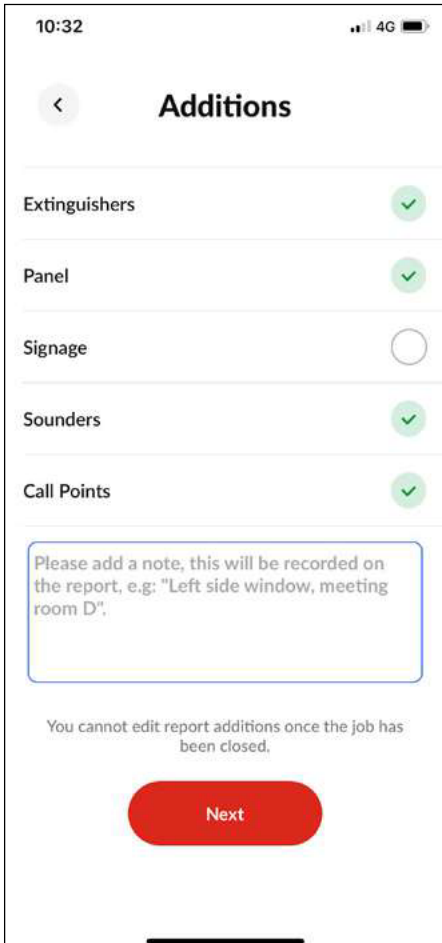 10:32
4G
Additions
Extinguishers
Panel
Signage
Sounders
Call Points
Please add a note, this will be recorded on
the report, e.g: "Left side window, meeting
room D".
You cannot edit report additions once the job has
been closed.
Next